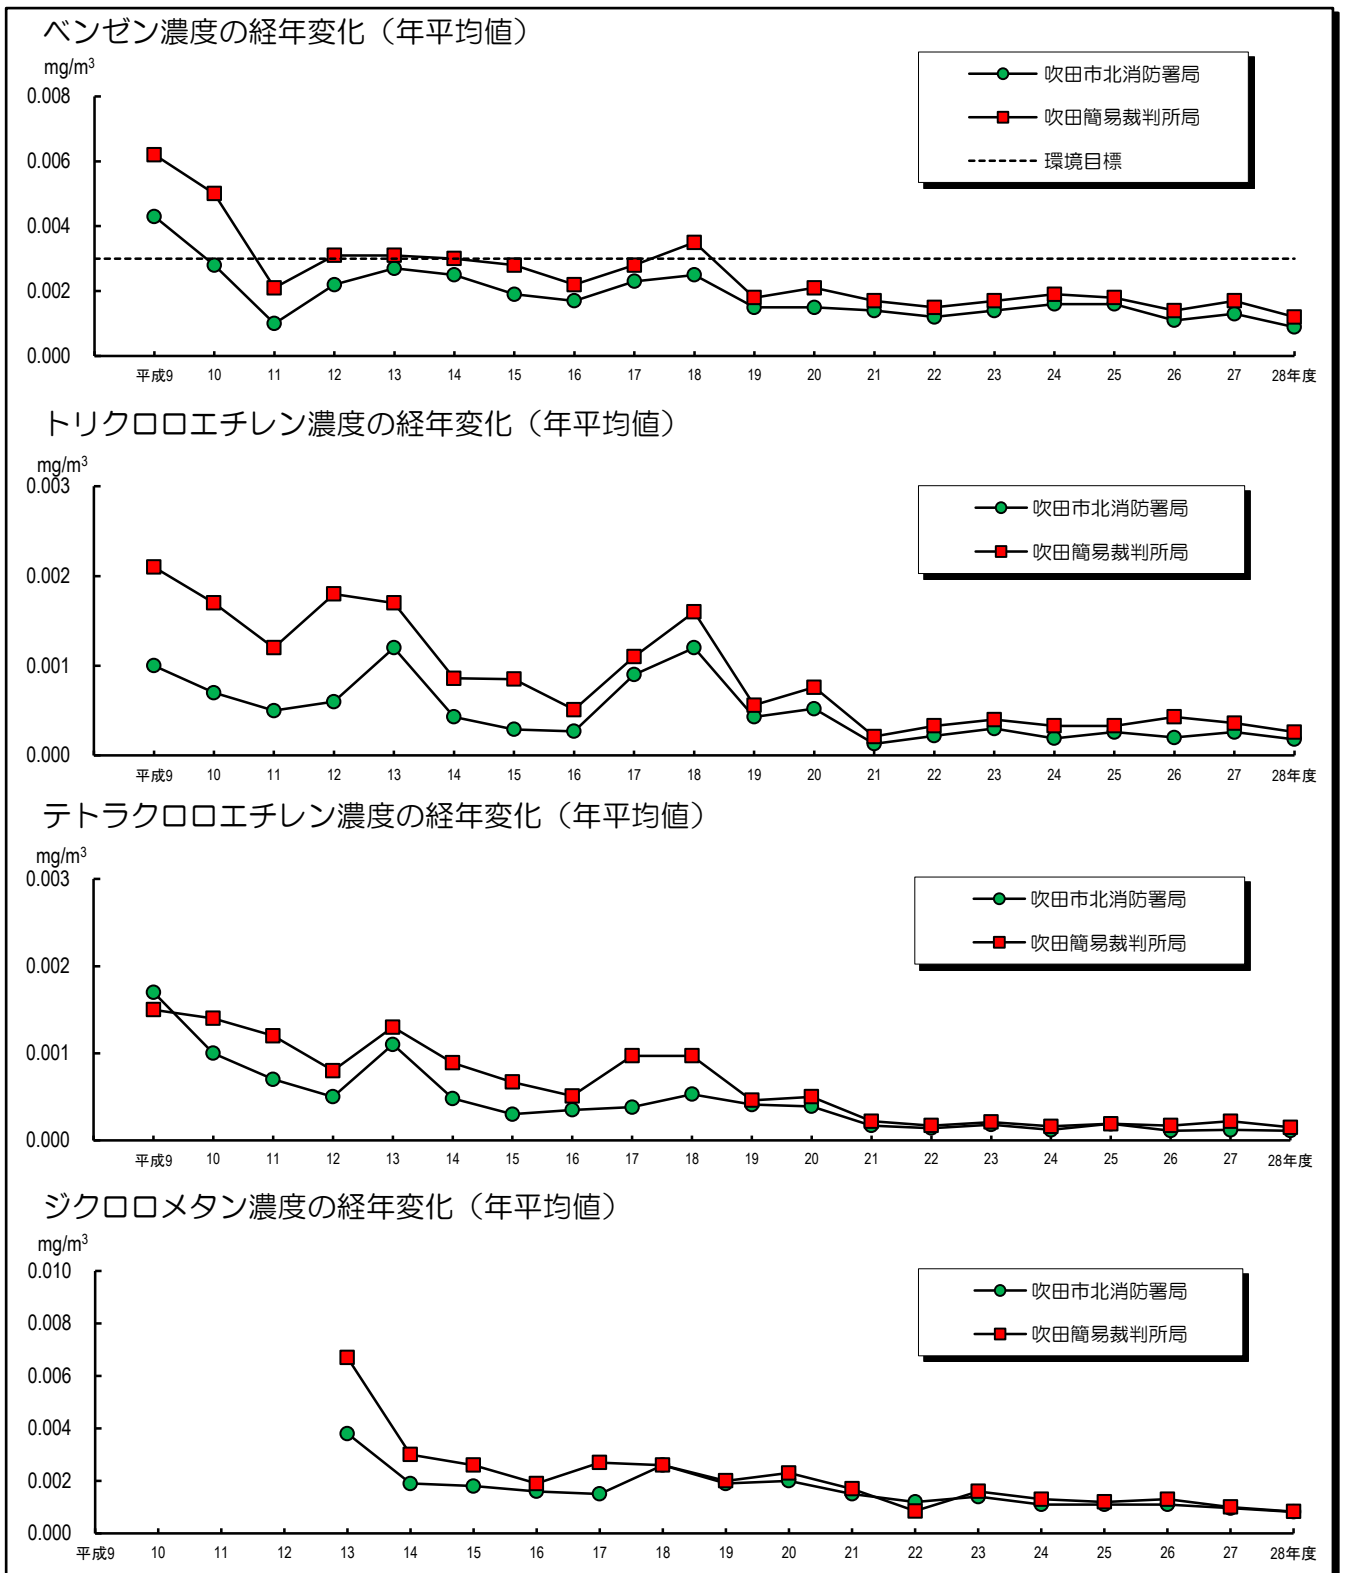 ベンゼン濃度の経年変化（年平均値）
mg/m³
吹田市北消防署局
吹田簡易裁判所局
環境目標
0.008
0.006
0.004
0.002
0.000
平成9 10 11 12 13 14 15 16 17 18 19 20 21 22 23 24 25 26 27 28年度
トリクロロエチレン濃度の経年変化（年平均値）
mg/m³
吹田市北消防署局
吹田簡易裁判所局
0.003
0.002
0.001
0.000
平成9 10 11 12 13 14 15 16 17 18 19 20 21 22 23 24 25 26 27 28年度
テトラクロロエチレン濃度の経年変化（年平均値）
mg/m³
吹田市北消防署局
吹田簡易裁判所局
0.003
0.002
0.001
0.000
平成9 10 11 12 13 14 15 16 17 18 19 20 21 22 23 24 25 26 27 28年度
ジクロロメタン濃度の経年変化（年平均値）
mg/m³
吹田市北消防署局
吹田簡易裁判所局
0.010
0.008
0.006
0.004
0.002
0.000
平成9 10 11 12 13 14 15 16 17 18 19 20 21 22 23 24 25 26 27 28年度